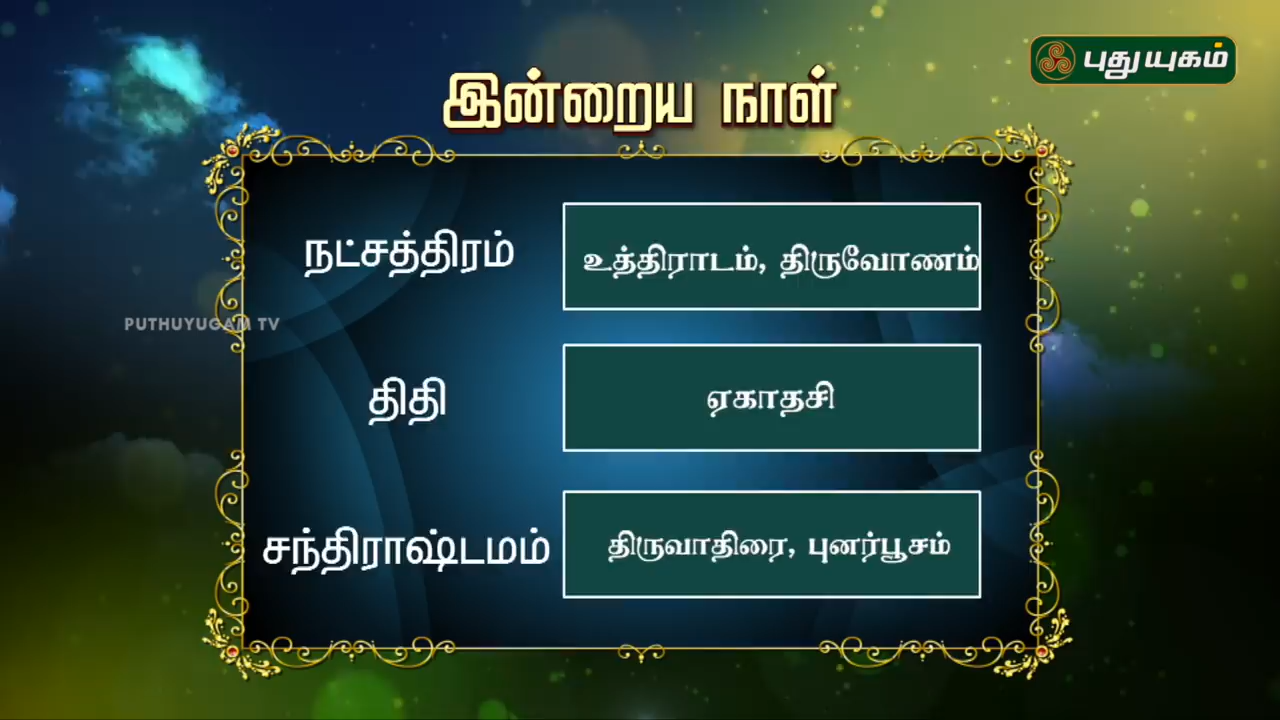 புதுயுகம்
இன்றைய நாள்
நட்சத்திரம்
உத்திராடம், திருவோணம்
PUTHUYUGAM TV
திதி
ஏகாதசி
சந்திராஷ்டமம்
திருவாதிரை, புனர்பூசம்